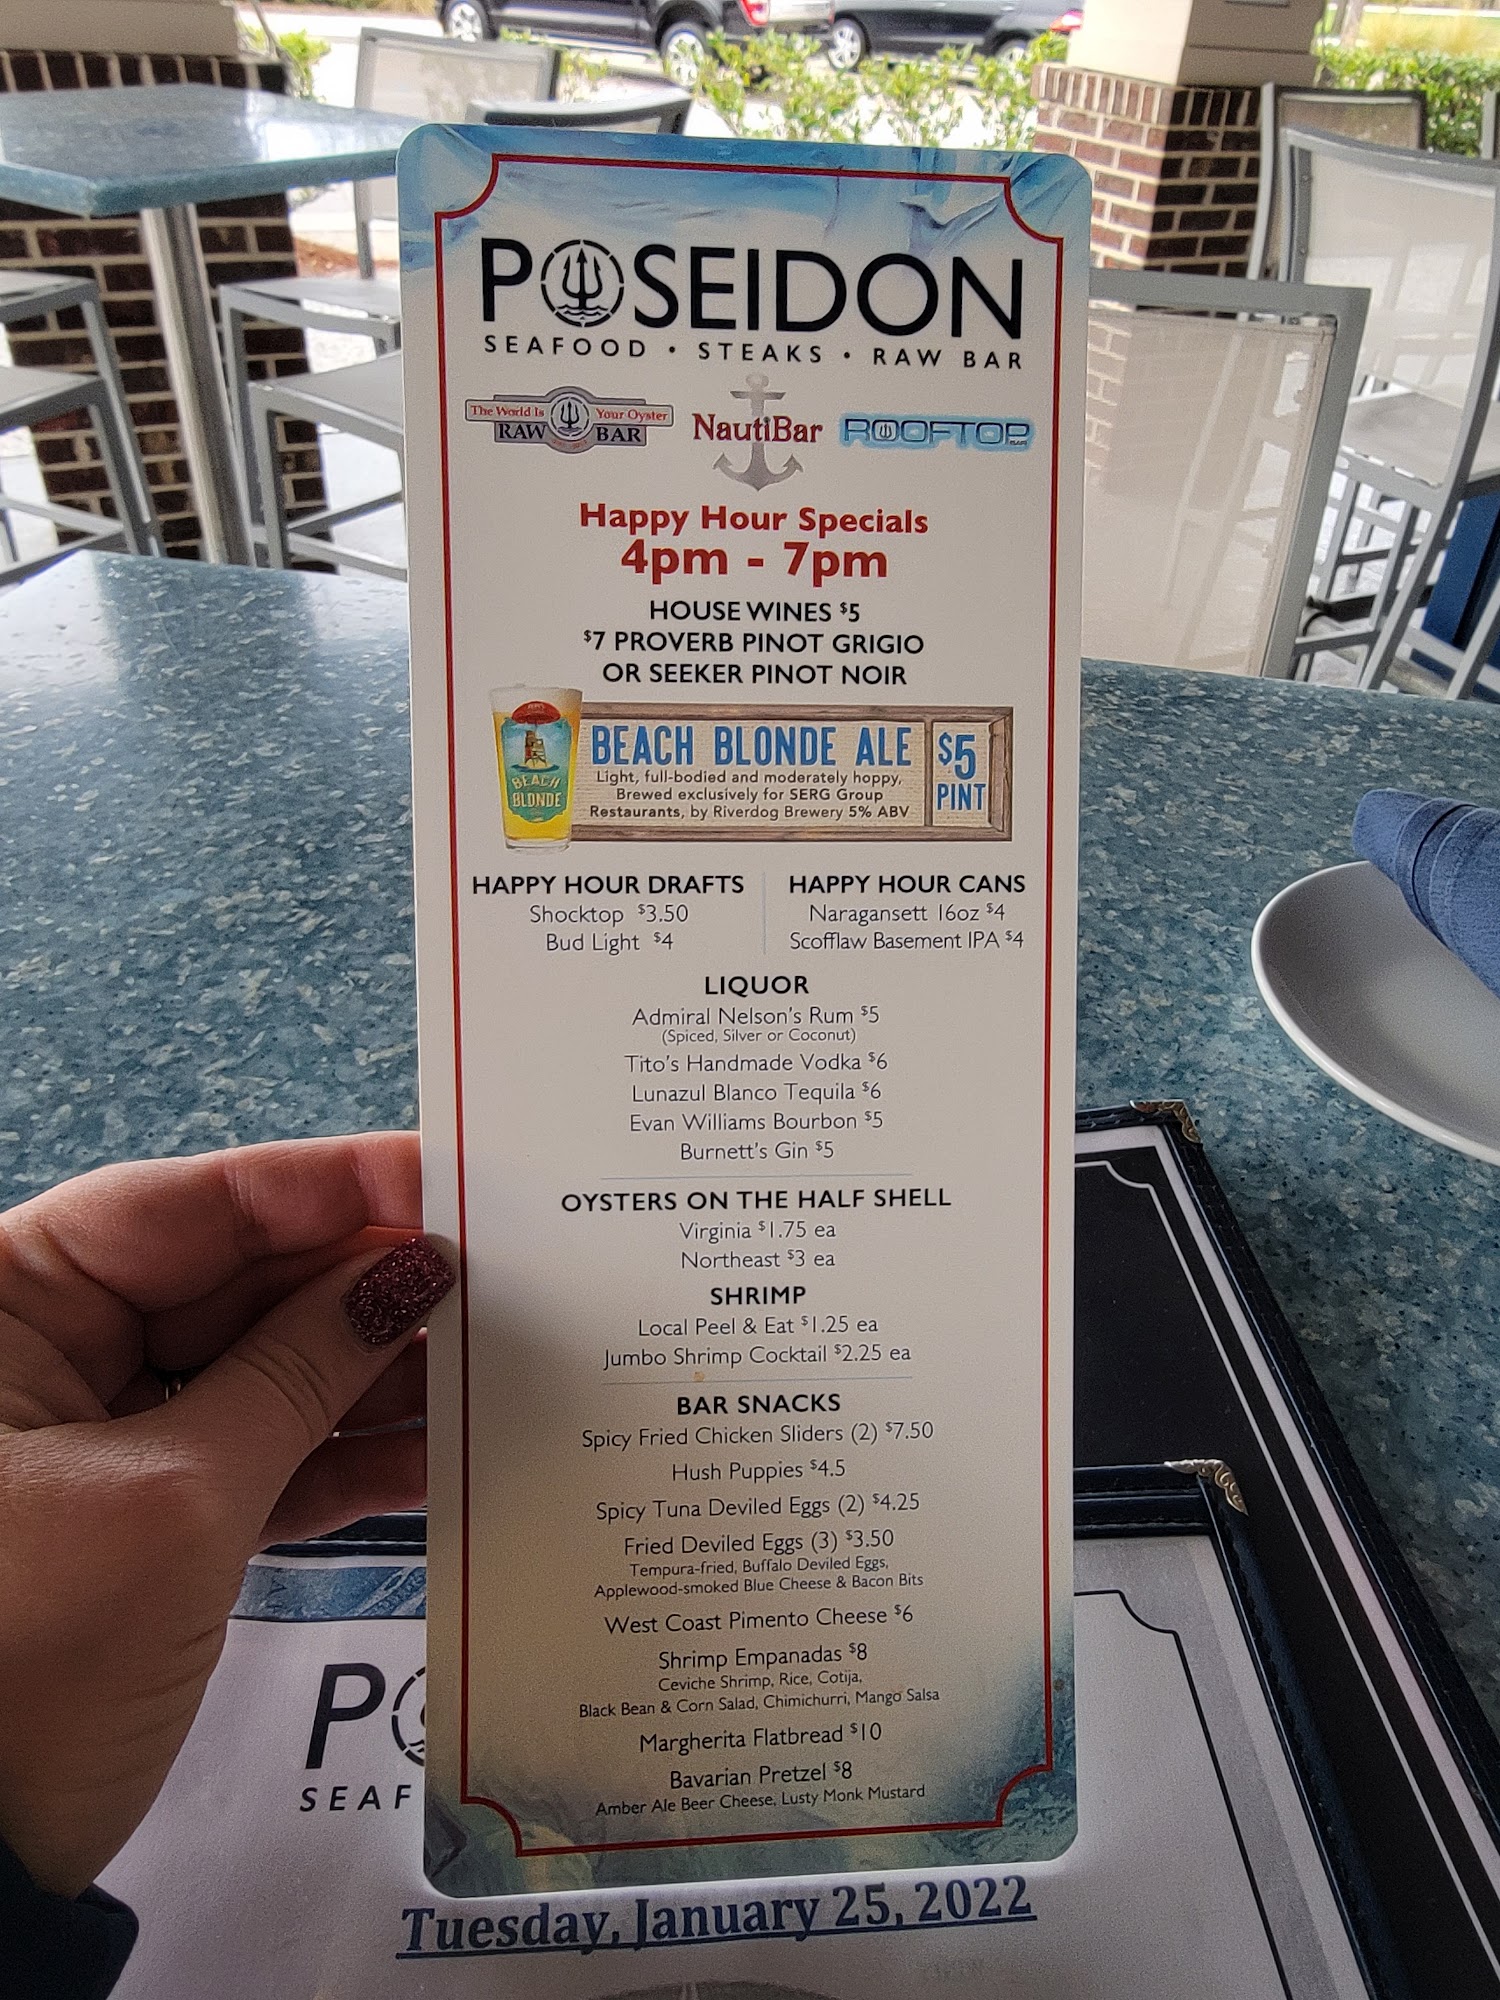 POSEIDON
SEAFOOD • STEAKS • RAW BAR
The World Is Your Oyster
RAW BAR
NautiBar
ROOFTOP
Happy Hour Specials
4pm - 7pm
HOUSE WINES $5
$7 PROVERB PINOT GRIGIO
OR SEEKER PINOT NOIR
BEACH BLONDE
BEACH BLONDE ALE
Light, full-bodied and moderately hoppy,
Brewed exclusively for SERG Group
Restaurants, by Riverdog Brewery 5% ABV
$5
PINT
HAPPY HOUR DRAFTS
Shocktop $3.50
Bud Light $4
HAPPY HOUR CANS
Naragansett 16oz $4
Scofflaw Basement IPA $4
LIQUOR
Admiral Nelson's Rum $5
(Spiced, Silver or Coconut)
Tito's Handmade Vodka $6
Lunazul Blanco Tequila $6
Evan Williams Bourbon $5
Burnett's Gin $5
OYSTERS ON THE HALF SHELL
Virginia $1.75 ea
Northeast $3 ea
SHRIMP
Local Peel & Eat $1.25 ea
Jumbo Shrimp Cocktail $2.25 ea
BAR SNACKS
Spicy Fried Chicken Sliders (2) $7.50
Hush Puppies $4.5
Spicy Tuna Deviled Eggs (2) $4.25
Fried Deviled Eggs (3) $3.50
Tempura-fried, Buffalo Deviled Eggs,
Applewood-smoked Blue Cheese & Bacon Bits
West Coast Pimento Cheese $6
Shrimp Empanadas $8
Ceviche Shrimp, Rice, Cotija,
Black Bean & Corn Salad, Chimichurri, Mango Salsa
Margherita Flatbread $10
Bavarian Pretzel $8
Amber Ale Beer Cheese, Lusty Monk Mustard
PO
SEAF
Tuesday, January 25, 2022